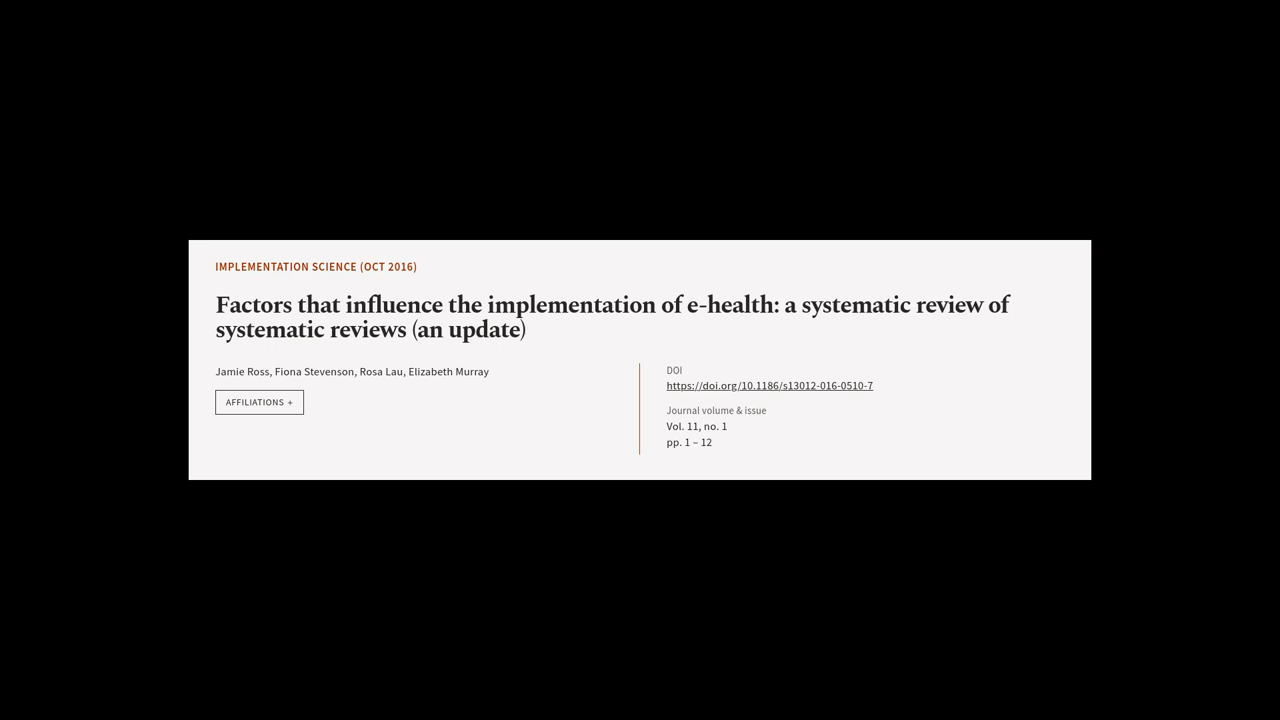 IMPLEMENTATION SCIENCE (OCT 2016)
Factors that influence the implementation of e-health: a systematic review of
systematic reviews (an update)
Jamie Ross, Fiona Stevenson, Rosa Lau, Elizabeth Murray
AFFILIATIONS +
DOI
https://doi.org/10.1186/s13012-016-0510-7
Journal volume & issue
Vol. 11, no. 1
pp. 1 – 12